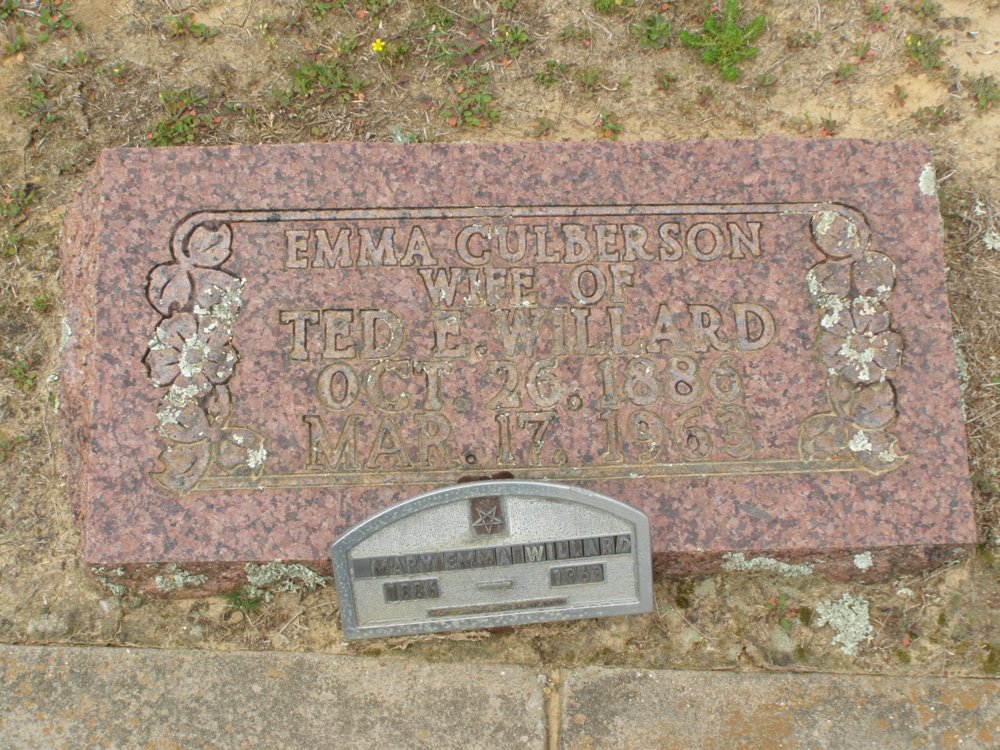 EMMA CULBERSON
WIFE OF
TED E. WILLARD
OCT. 26. 1886
MAR. 17. 1963
MARY EMMA WILLARD
1886 - 1963